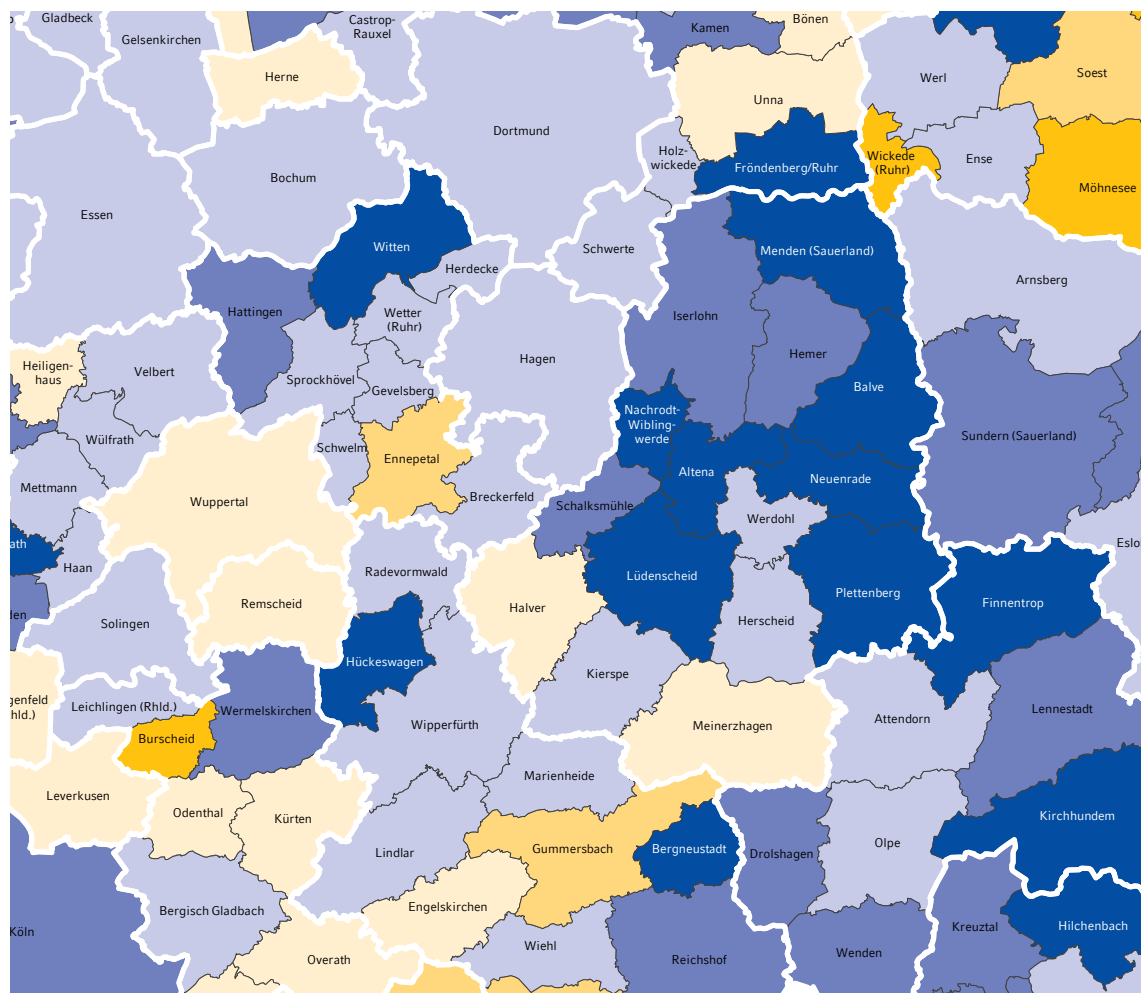 Gladbeck
Gelsenkirchen
Castrop-
Rauxel
Kamen
Bönen
Herne
Werl
Soest
Unna
Dortmund
Holz-
wickede
Fröndenberg/Ruhr
Wickede
(Ruhr)
Ense
Möhnesee
Bochum
Essen
Witten
Schwerte
Menden (Sauerland)
Herdecke
Arnsberg
Hattingen
Wetter
(Ruhr)
Iserlohn
Hemer
Heiligen-
haus
Velbert
Sprockhövel
Gevelsberg
Hagen
Balve
Nachrodt-
Wibling-
werde
Wülfrath
Schwelm
Ennepetal
Sundern (Sauerland)
Mettmann
Altena
Neuenrade
Wuppertal
Breckerfeld
Schalksmühle
Werdohl
ath
Eslo
Haan
Radevormwald
Lüdenscheid
Plettenberg
Finnentrop
den
Solingen
Remscheid
Halver
Herscheid
Hückeswagen
Kierspe
genfeld
hld.)
Leichlingen (Rhld.)
Wermelskirchen
Wipperfürth
Meinerzhagen
Attendorn
Lennestadt
Burscheid
Marienheide
Leverkusen
Odenthal
Kürten
Kirchhundem
Lindlar
Gummersbach
Bergneustadt
Drolshagen
Olpe
Bergisch Gladbach
Engelskirchen
Kreuztal
Hilchenbach
Köln
Overath
Wiehl
Reichshof
Wenden